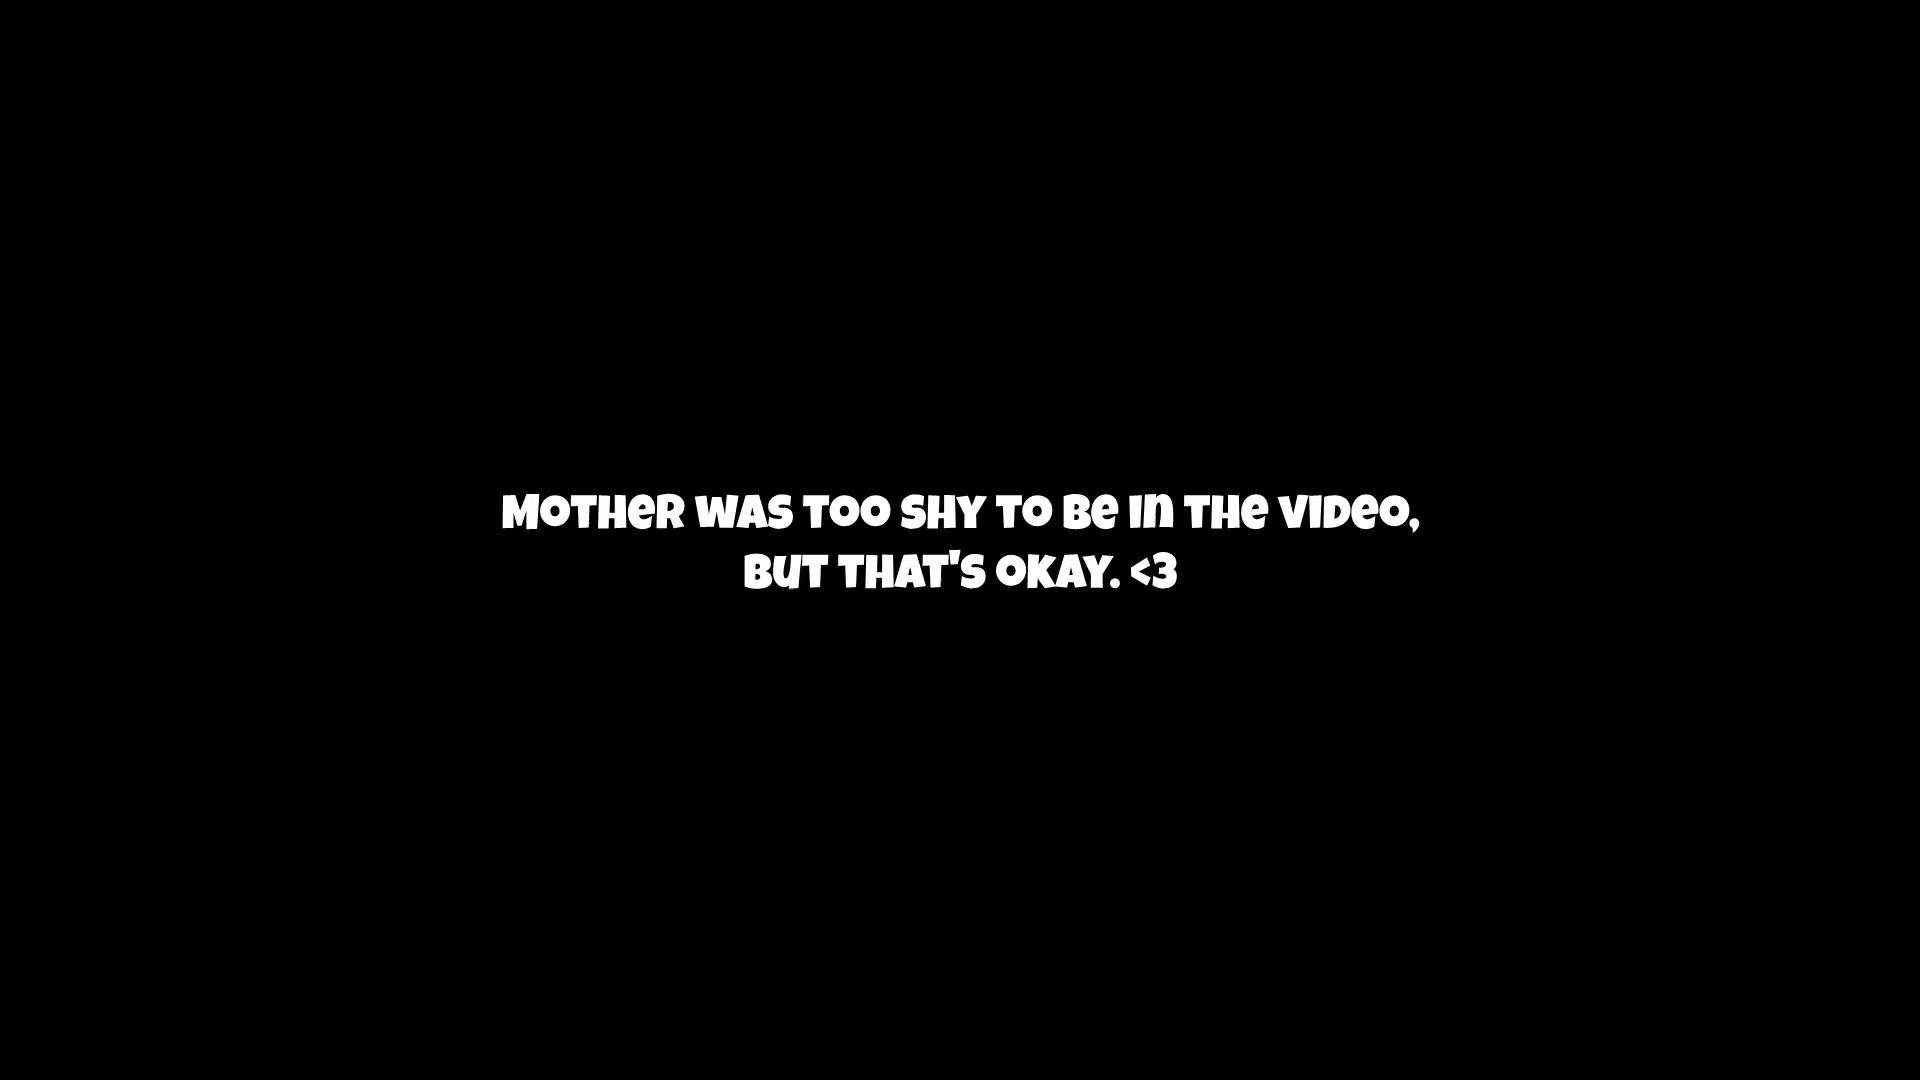 Mother was too shy to be in the video,
but that's okay. <3